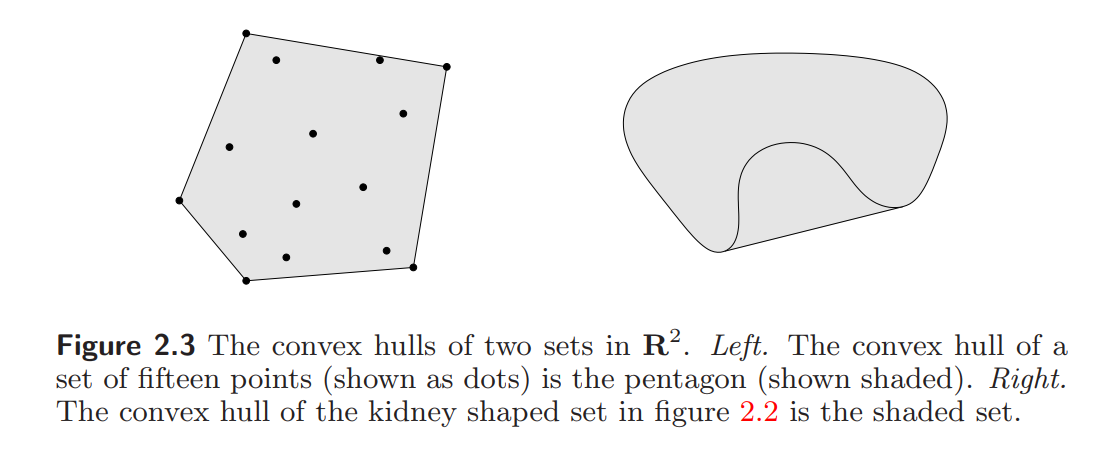 Figure 2.3 The convex hulls of two sets in R². Left. The convex hull of a
set of fifteen points (shown as dots) is the pentagon (shown shaded). Right.
The convex hull of the kidney shaped set in figure 2.2 is the shaded set.